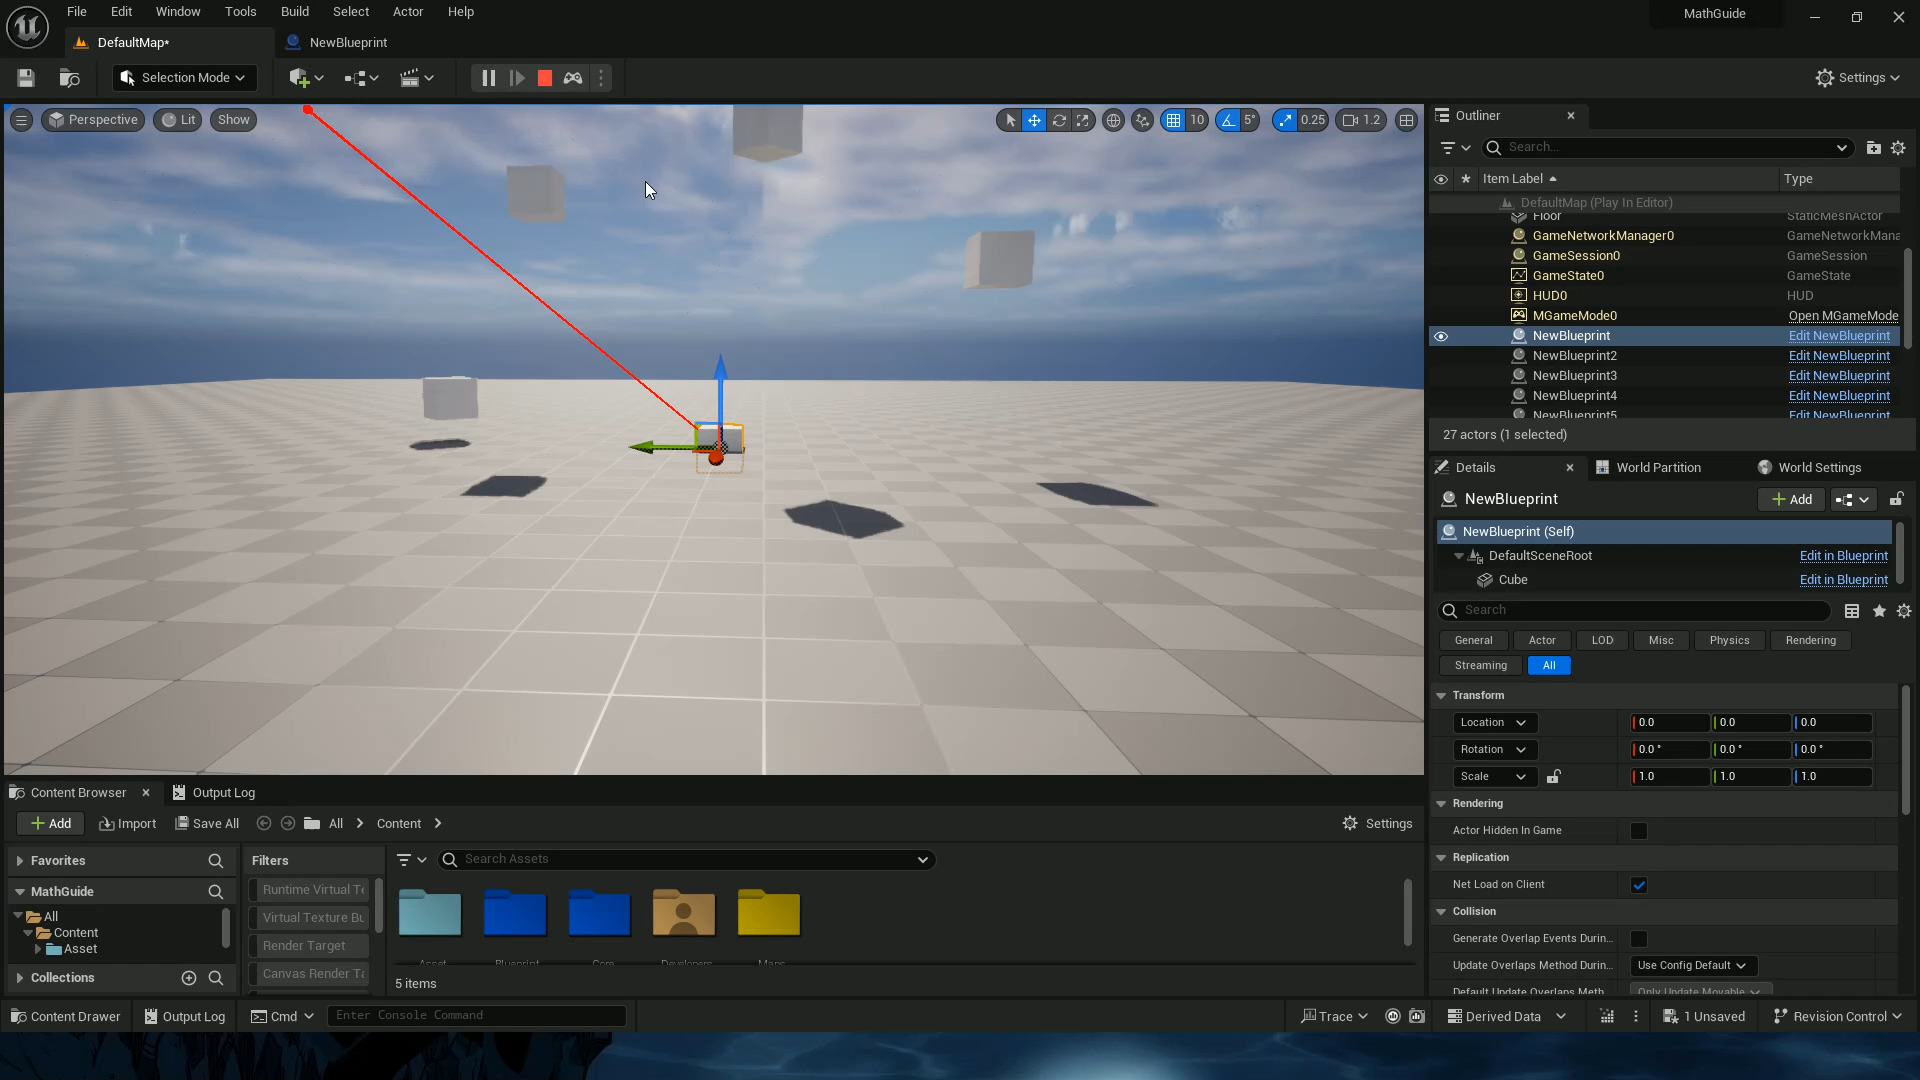 File Edit Window Tools Build Select Actor Help
MathGuide
DefaultMap*
NewBlueprint
Selection Mode
Settings
Perspective
Lit
Show
10
5°
0.25
1.2
Outliner
Search...
Item Label
Type
DefaultMap (Play In Editor)
Floor StaticMeshActor
GameNetworkManager0 GameNetworkMana
GameSession0 GameSession
GameState0 GameState
HUD0 HUD
MGameMode0 Open MGameMode
NewBlueprint Edit NewBlueprint
NewBlueprint2 Edit NewBlueprint
NewBlueprint3 Edit NewBlueprint
NewBlueprint4 Edit NewBlueprint
NewBlueprint5 Edit NewBlueprint
27 actors (1 selected)
Details
World Partition
World Settings
NewBlueprint
Add
NewBlueprint (Self)
DefaultSceneRoot Edit in Blueprint
Cube Edit in Blueprint
Search
General Actor LOD Misc Physics Rendering
Streaming All
Transform
Location 0.0 0.0 0.0
Rotation 0.0 ° 0.0 ° 0.0 °
Scale 1.0 1.0 1.0
Rendering
Actor Hidden In Game
Replication
Net Load on Client
Collision
Generate Overlap Events Durin...
Update Overlaps Method Durin... Use Config Default
Default Update Overlaps Meth... Only Update Movable
Content Browser
Output Log
Add
Import
Save All
All
Content
Settings
Favorites
MathGuide
All
Content
Asset
Collections
Filters
Runtime Virtual Te
Virtual Texture Bu
Render Target
Canvas Render Ta
Search Assets
Asset Blueprint Core Developers Maps
5 items
Content Drawer
Output Log
Cmd
Enter Console Command
Trace
Derived Data
1 Unsaved
Revision Control